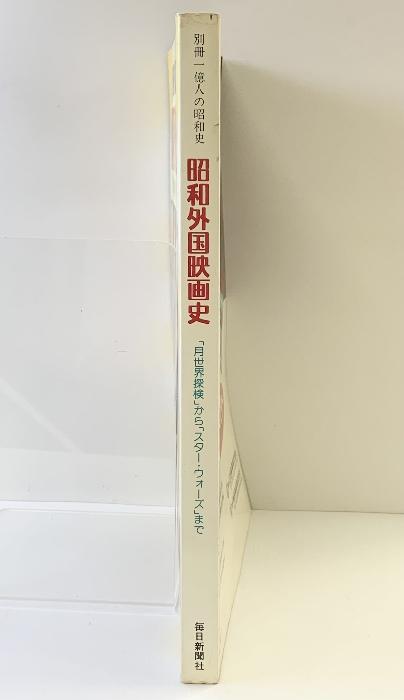 別冊一億人の昭和史
昭和外国映画史
「月世界探検」から「スター・ウォーズ」まで
毎日新聞社